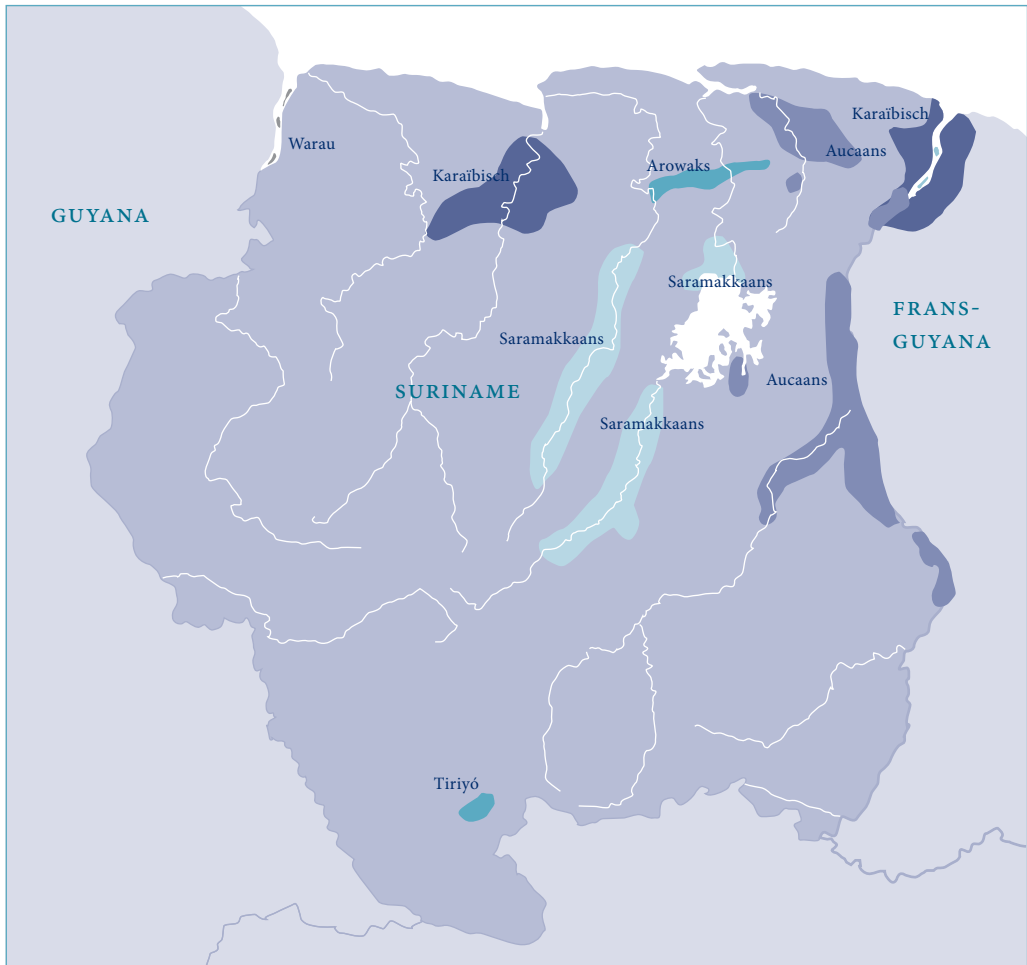 Karaïbisch
Warau
Aucaans
Arowaks
Karaïbisch
GUYANA
Saramakkaans
FRANS-
GUYANA
Saramakkaans
Aucaans
SURINAME
Saramakkaans
Tiriyó